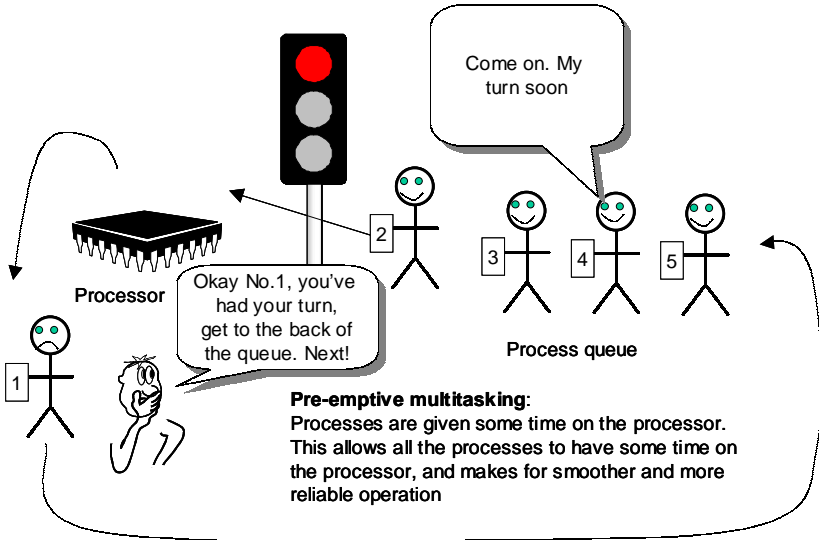 Come on. My
turn soon
2
3
4
5
Processor
Okay No.1, you've
had your turn,
get to the back of
the queue. Next!
1
Process queue
Pre-emptive multitasking:
Processes are given some time on the processor.
This allows all the processes to have some time on
the processor, and makes for smoother and more
reliable operation